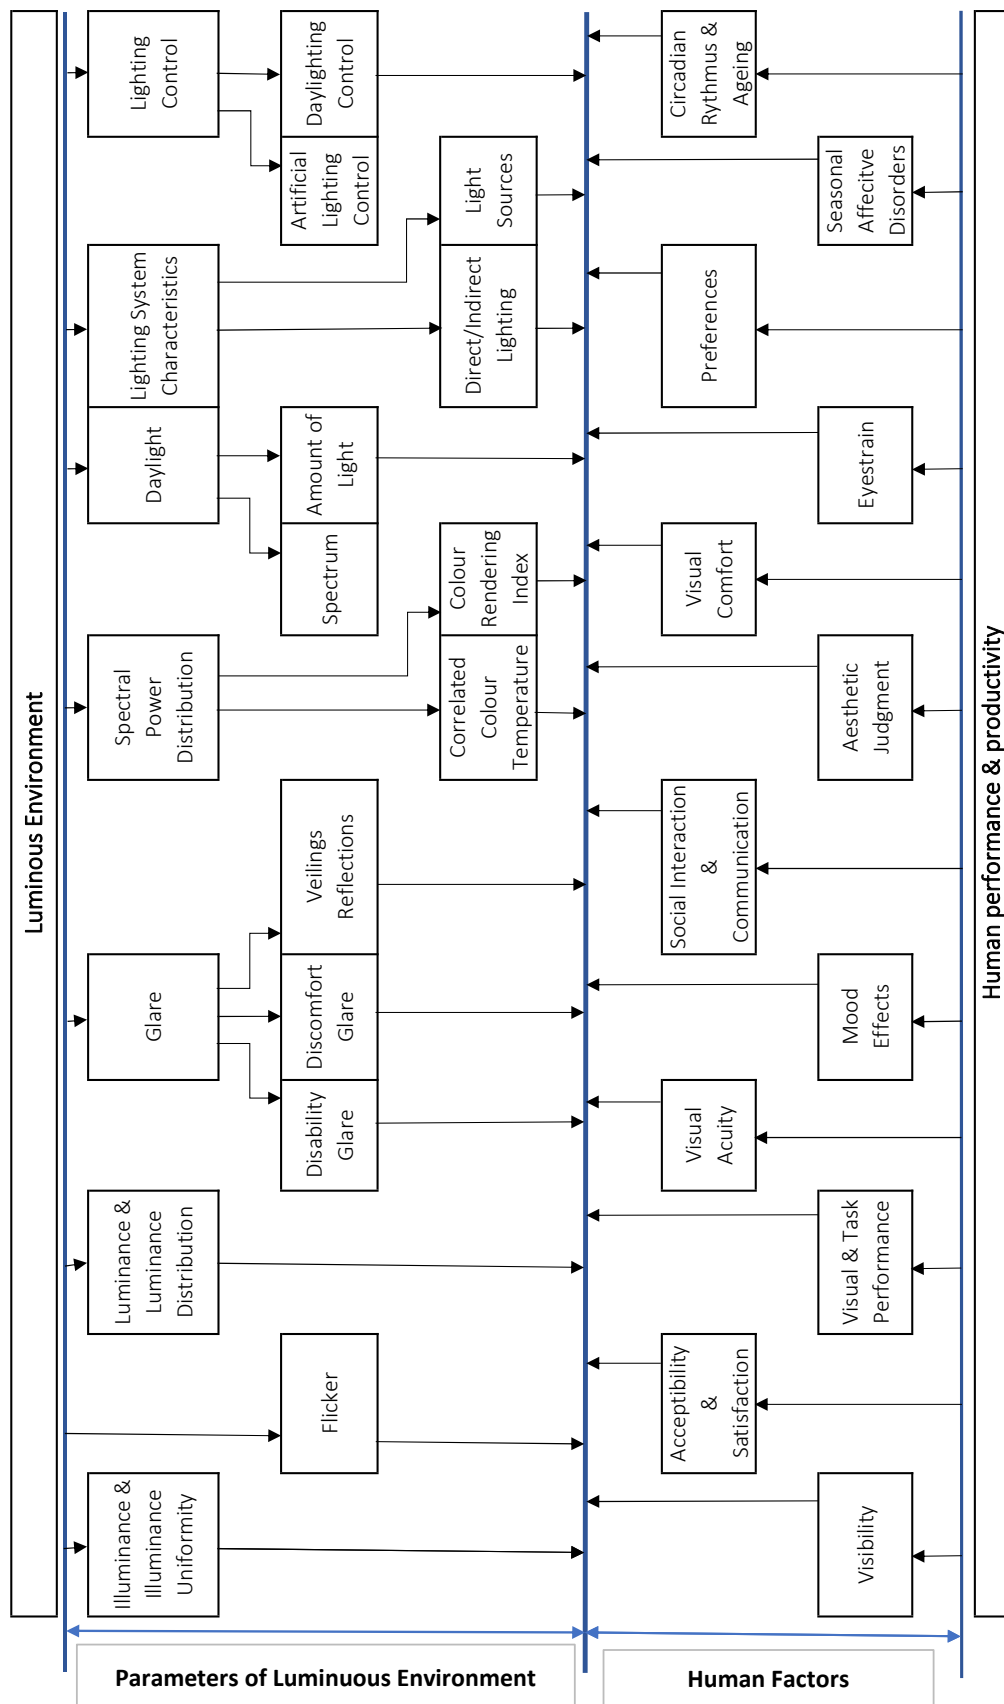 Luminous Environment
Illuminance &
Illuminance
Uniformity
Flicker
Luminance &
Luminance
Distribution
Glare
Disability
Glare
Discomfort
Glare
Veilings
Reflections
Spectral
Power
Distribution
Correlated
Colour
Temperature
Colour
Rendering
Index
Daylight
Spectrum
Amount of
Light
Lighting System
Characteristics
Direct/Indirect
Lighting
Light
Sources
Lighting
Control
Artificial
Lighting
Control
Daylighting
Control
Parameters of Luminuous Environment
Human Factors
Visibility
Acceptibility
&
Satisfaction
Visual & Task
Performance
Visual
Acuity
Mood
Effects
Social Interaction
&
Communication
Aesthetic
Judgment
Visual
Comfort
Eyestrain
Preferences
Seasonal
Affecitve
Disorders
Circadian
Rythmus &
Ageing
Human performance & productivity